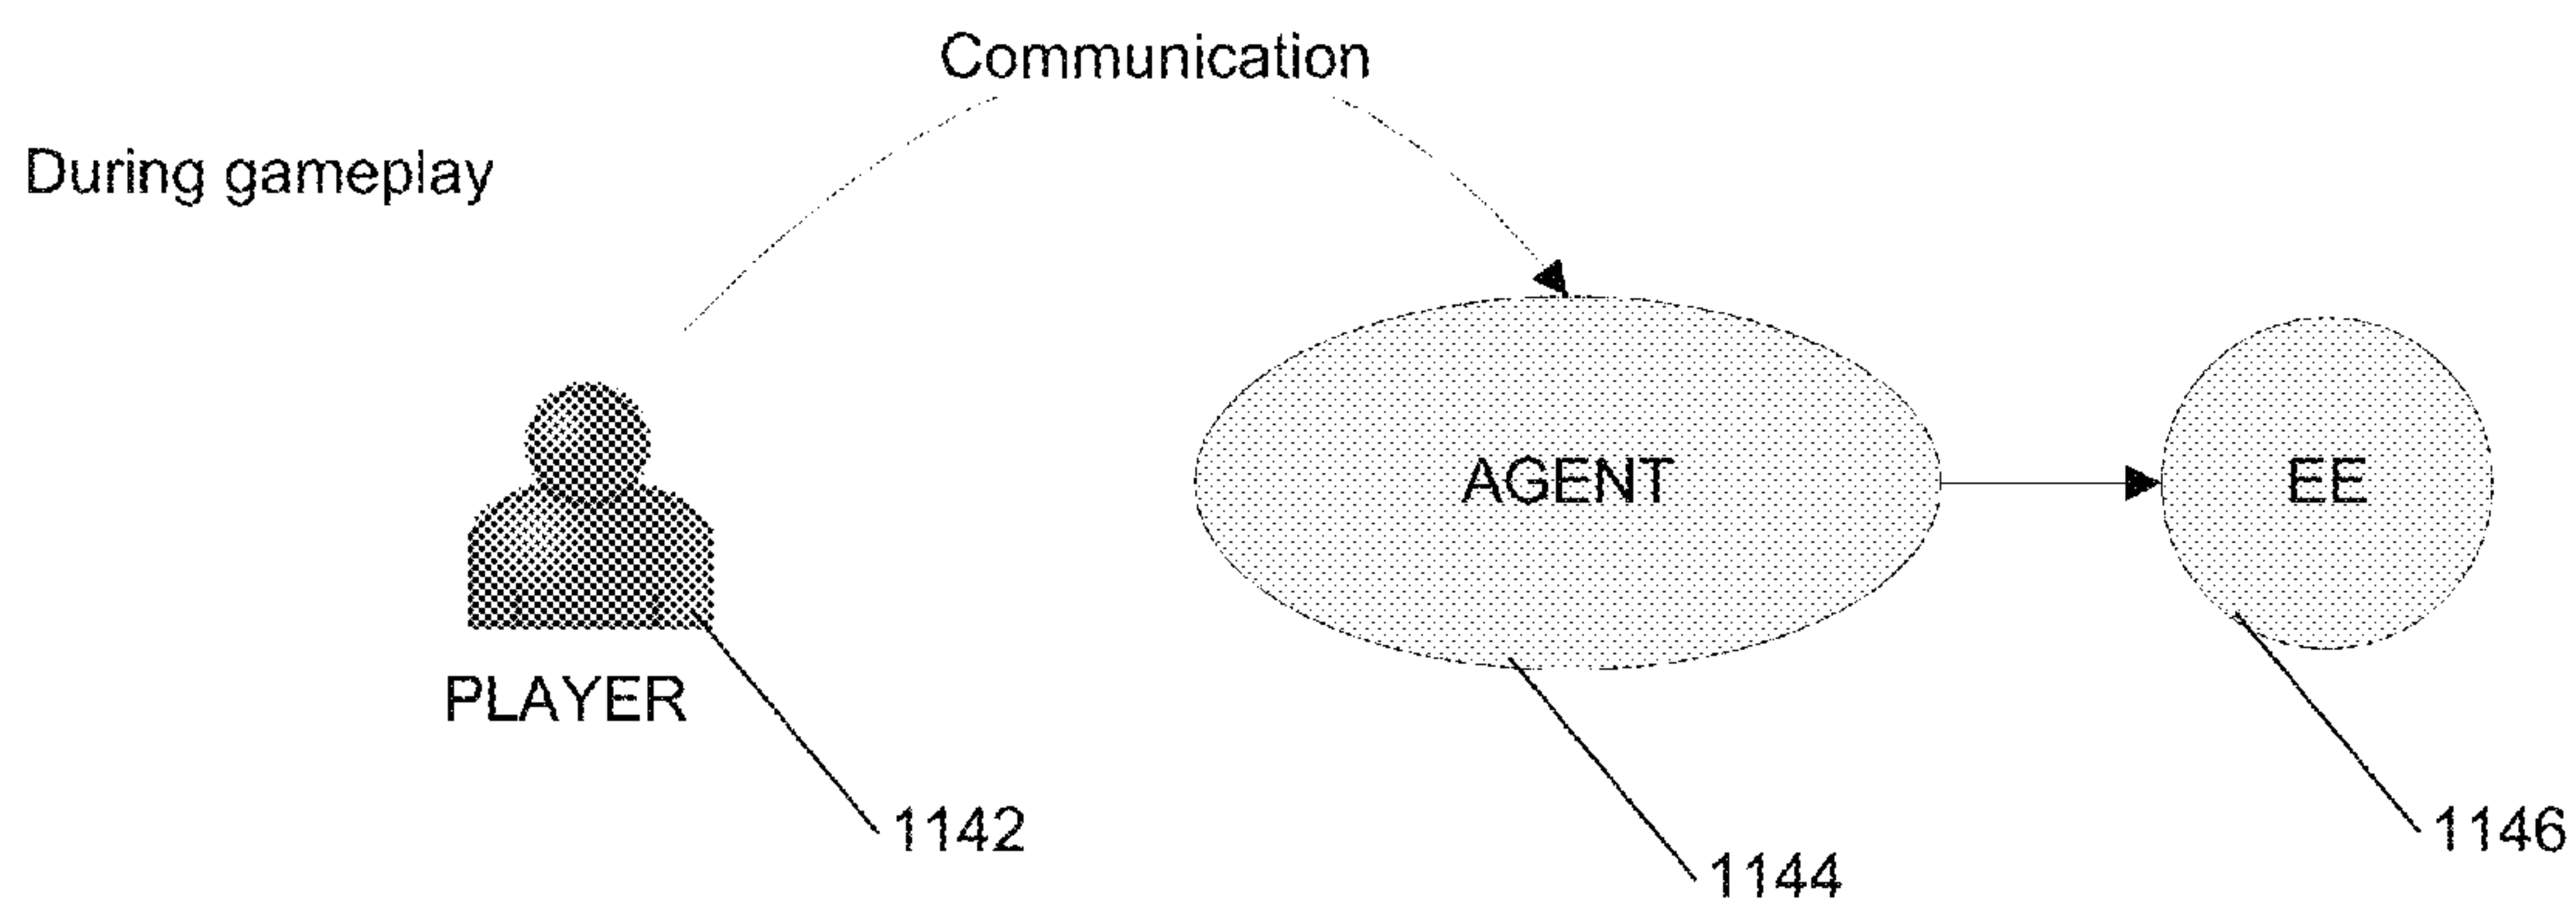 Communication
During gameplay
AGENT
EE
PLAYER
1142
1144
1146